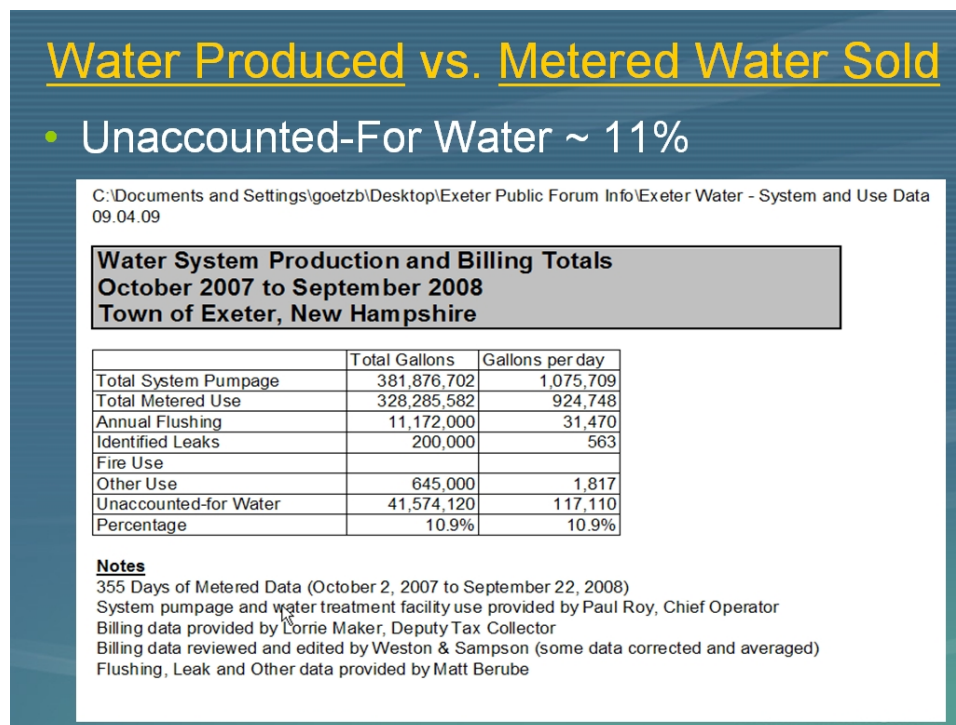 Water Produced vs. Metered Water Sold
• Unaccounted-For Water ~ 11%
C:\Documents and Settings\goetzb\Desktop\Exeter Public Forum Info\Exeter Water - System and Use Data
09.04.09
Water System Production and Billing Totals
October 2007 to September 2008
Town of Exeter, New Hampshire
Total Gallons Gallons per day
Total System Pumpage 381,876,702 1,075,709
Total Metered Use 328,285,582 924,748
Annual Flushing 11,172,000 31,470
Identified Leaks 200,000 563
Fire Use
Other Use 645,000 1,817
Unaccounted-for Water 41,574,120 117,110
Percentage 10.9% 10.9%
Notes
355 Days of Metered Data (October 2, 2007 to September 22, 2008)
System pumpage and water treatment facility use provided by Paul Roy, Chief Operator
Billing data provided by Lorrie Maker, Deputy Tax Collector
Billing data reviewed and edited by Weston & Sampson (some data corrected and averaged)
Flushing, Leak and Other data provided by Matt Berube